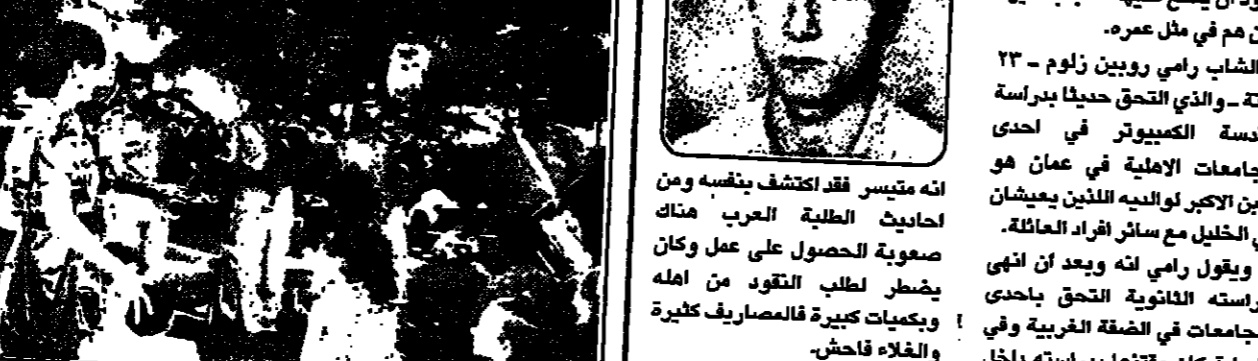 هم في مثل عمره.
الشاب رامي روبين زلوم - ٢٣
- والذي التحق حديثا بدراسة
الكمبيوتر في احدى
جامعات الاهلية في عمان هو
الاكبر لوالديه اللذين يعيشان
الخليل مع سائر افراد العائلة.
ويقول رامي انه وبعد ان انهى
راسته الثانوية التحق باحدى
جامعات في الضفة الغربية وفي
انه متيسر فقد اكتشف بنفسه ومن
احاديث الطلبة العرب هناك
صعوبة الحصول على عمل وكان
يضطر لطلب النقود من اهله
وبكميات كبيرة فالمصاريف كثيرة
والغلاء فاحش.